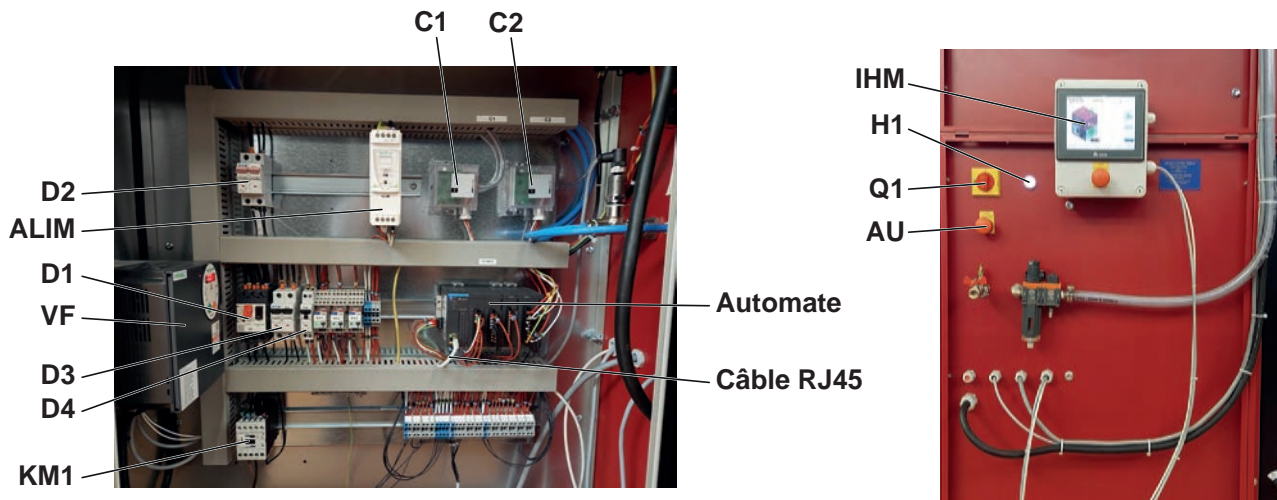 C1
C2
D2
ALIM
D1
VF
D3
D4
KM1
Automate
Câble RJ45
IHM
H1
Q1
AU